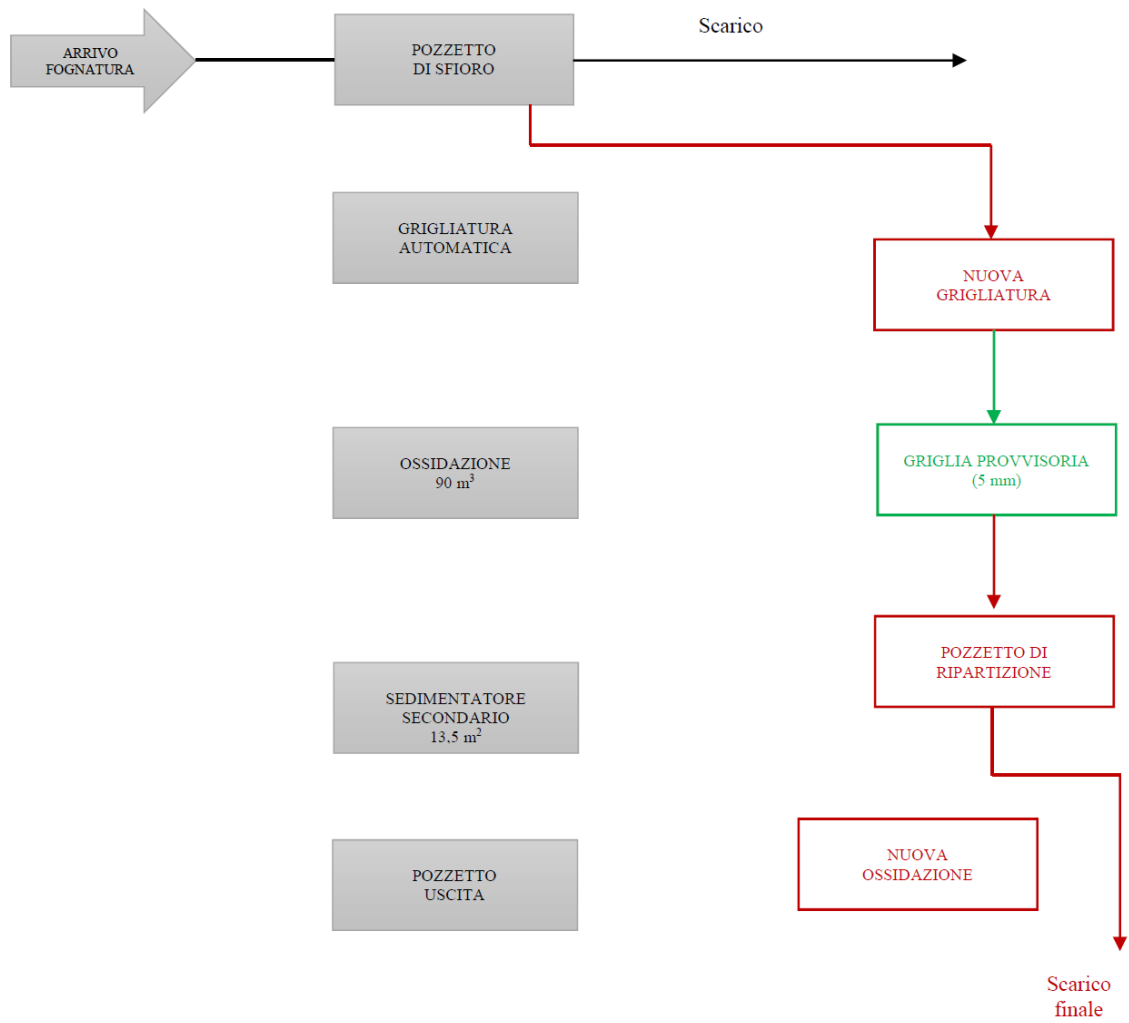 ARRIVO
FOGNATURA
POZZETTO
DI SFIORO
Scarico
GRIGLIATURA
AUTOMATICA
NUOVA
GRIGLIATURA
OSSIDAZIONE
90 m³
GRIGLIA PROVVISORIA
(5 mm)
SEDIMENTATORE
SECONDARIO
13,5 m²
POZZETTO DI
RIPARTIZIONE
POZZETTO
USCITA
NUOVA
OSSIDAZIONE
Scarico
finale